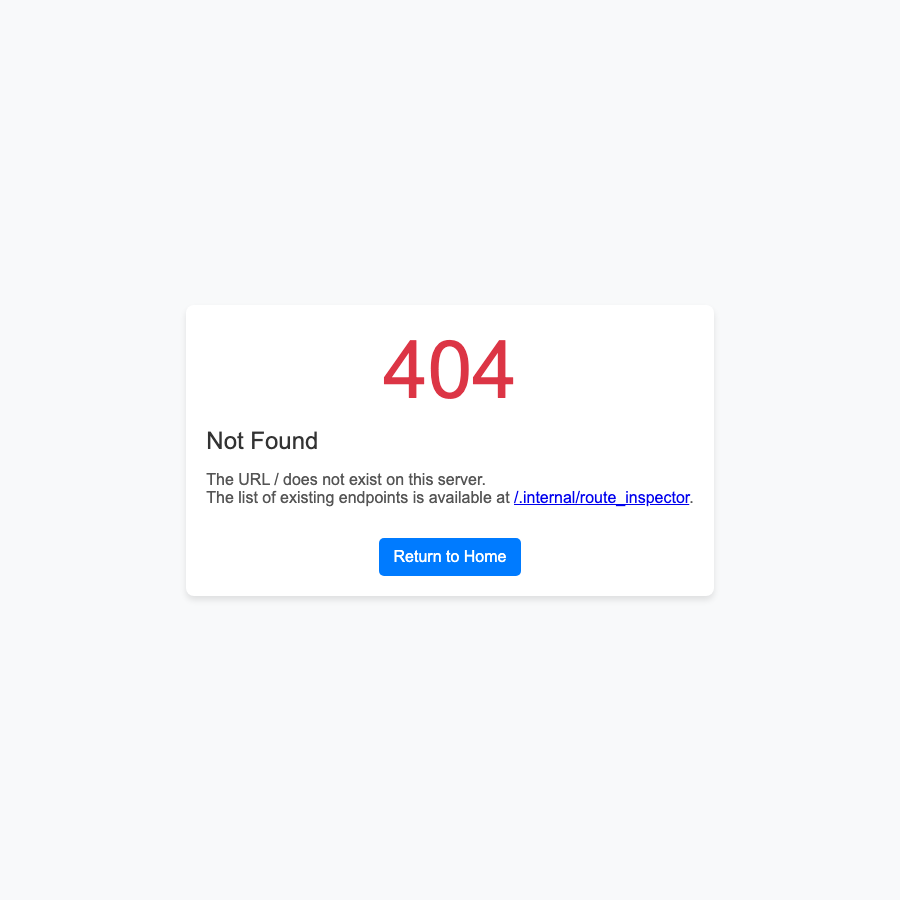 404
Not Found
The URL / does not exist on this server.
The list of existing endpoints is available at /.internal/route_inspector.
Return to Home